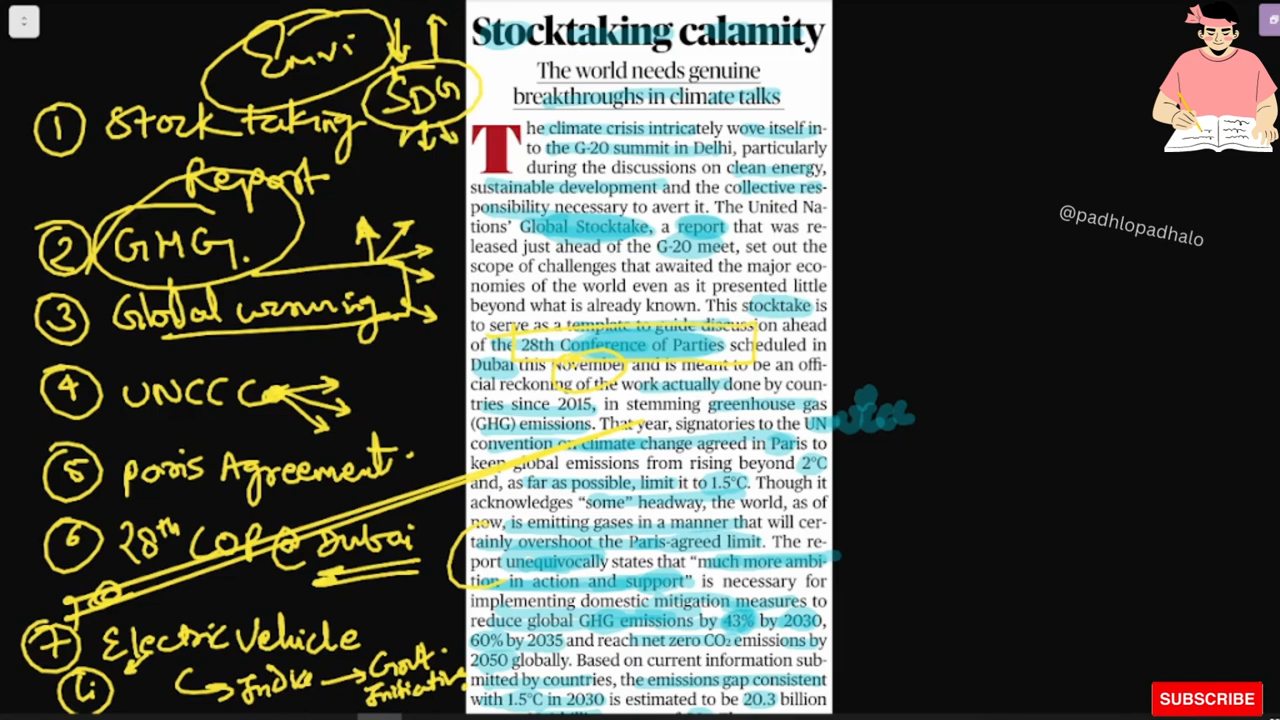 Envi
SDG
1 Stock taking
Report
2 GHG.
3 Global warming
4 UNCCC
5 Paris Agreement.
6 28th COP @ Dubai
7 Electric Vehicle
Li
India → Govt.
Initiative
Stocktaking calamity
The world needs genuine
breakthroughs in climate talks
The climate crisis intricately wove itself in-
to the G-20 summit in Delhi, particularly
during the discussions on clean energy,
sustainable development and the collective res-
ponsibility necessary to avert it. The United Na-
tions’ Global Stocktake, a report that was re-
leased just ahead of the G-20 meet, set out the
scope of challenges that awaited the major eco-
nomies of the world even as it presented little
beyond what is already known. This stocktake is
to serve as a template to guide discussion ahead
of the 28th Conference of Parties scheduled in
Dubai this November and is meant to be an offi-
cial reckoning of the work actually done by coun-
tries since 2015, in stemming greenhouse gas
(GHG) emissions. That year, signatories to the UN
convention on climate change agreed in Paris to
keep global emissions from rising beyond 2°C
and, as far as possible, limit it to 1.5°C. Though it
acknowledges “some” headway, the world, as of
now, is emitting gases in a manner that will cer-
tainly overshoot the Paris-agreed limit. The re-
port unequivocally states that “much more ambi-
tion in action and support” is necessary for
implementing domestic mitigation measures to
reduce global GHG emissions by 43% by 2030,
60% by 2035 and reach net zero CO₂ emissions by
2050 globally. Based on current information sub-
mitted by countries, the emissions gap consistent
with 1.5°C in 2030 is estimated to be 20.3 billion
@padhlopadhalo
SUBSCRIBE